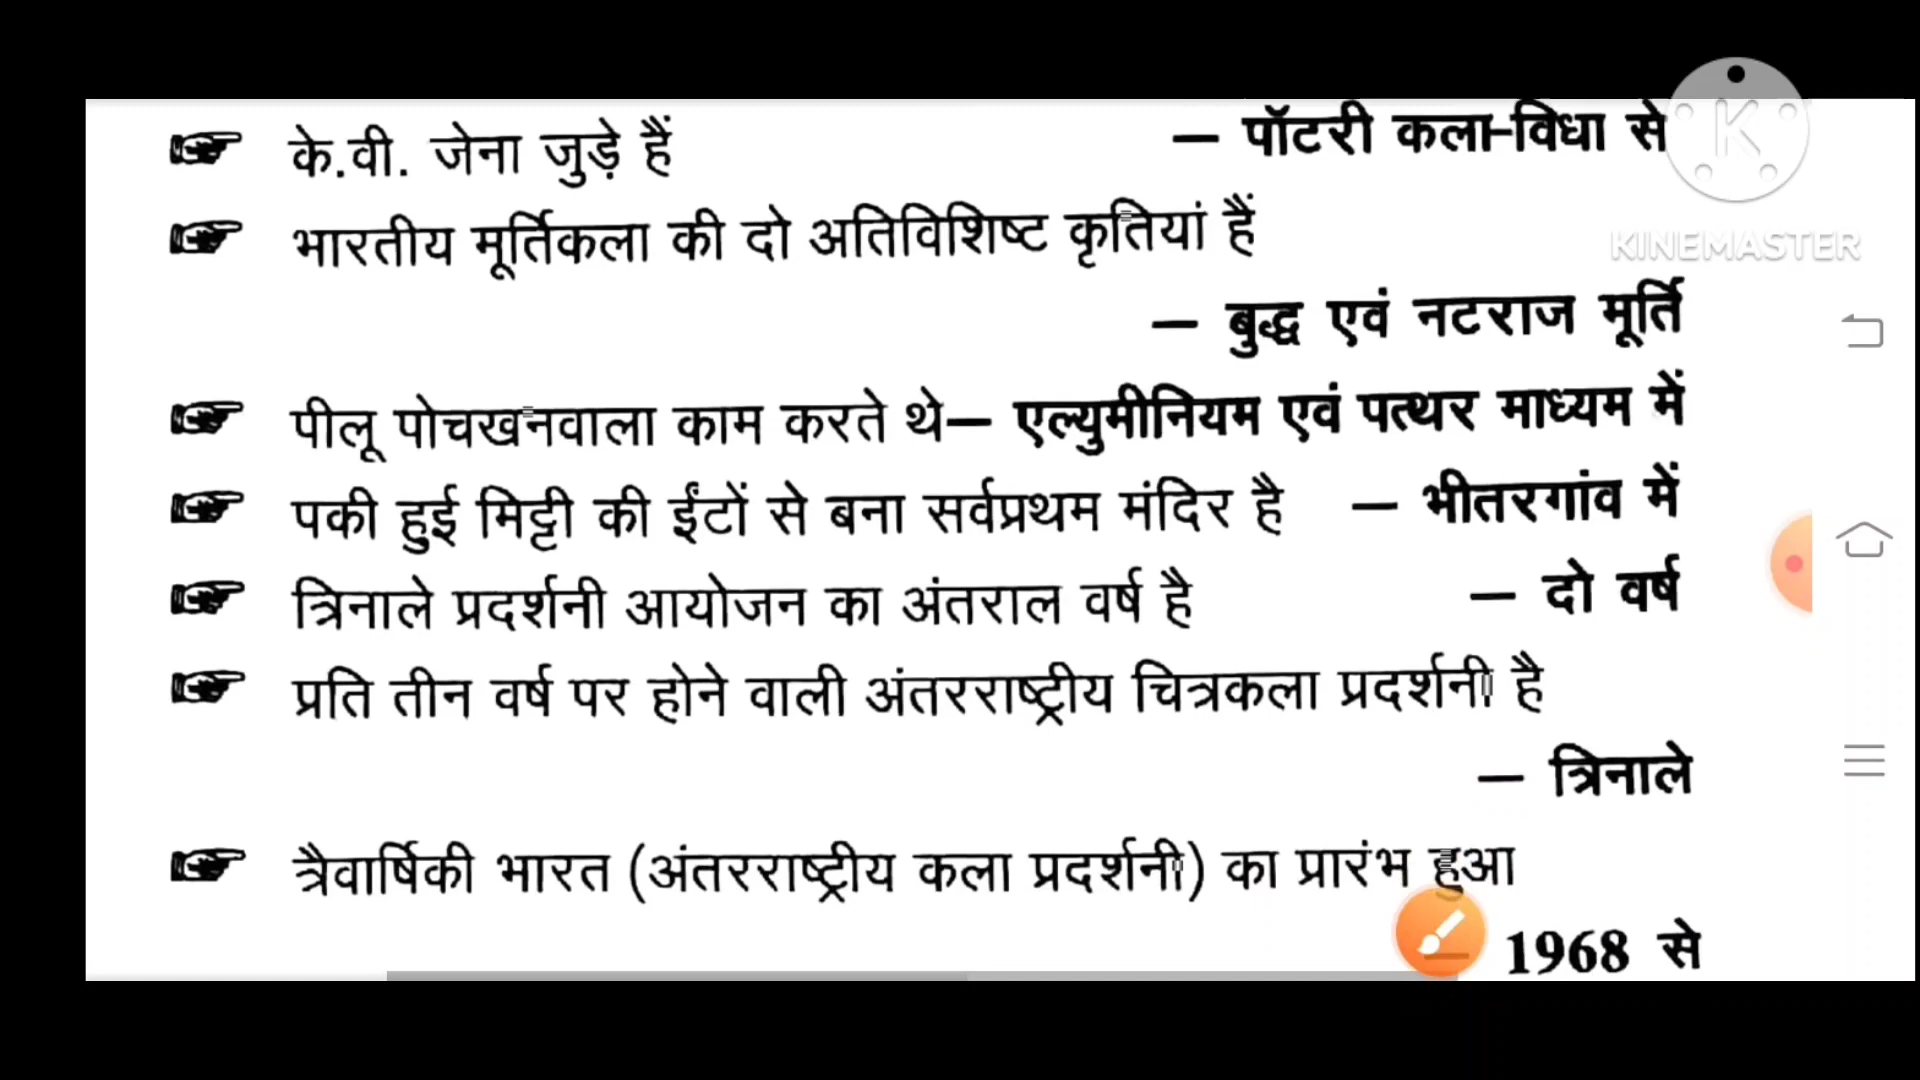 के.वी. जेना जुड़े हैं — पॉटरी कला-विधा से
KINEMASTER
भारतीय मूर्तिकला की दो अतिविशिष्ट कृतियां हैं
— बुद्ध एवं नटराज मूर्ति
पीलू पोचखनवाला काम करते थे— एल्युमीनियम एवं पत्थर माध्यम में
पकी हुई मिट्टी की ईंटों से बना सर्वप्रथम मंदिर है — भीतरगांव में
त्रिनाले प्रदर्शनी आयोजन का अंतराल वर्ष है — दो वर्ष
प्रति तीन वर्ष पर होने वाली अंतरराष्ट्रीय चित्रकला प्रदर्शनी है
— त्रिनाले
त्रैवार्षिकी भारत (अंतरराष्ट्रीय कला प्रदर्शनी) का प्रारंभ हुआ
— 1968 से